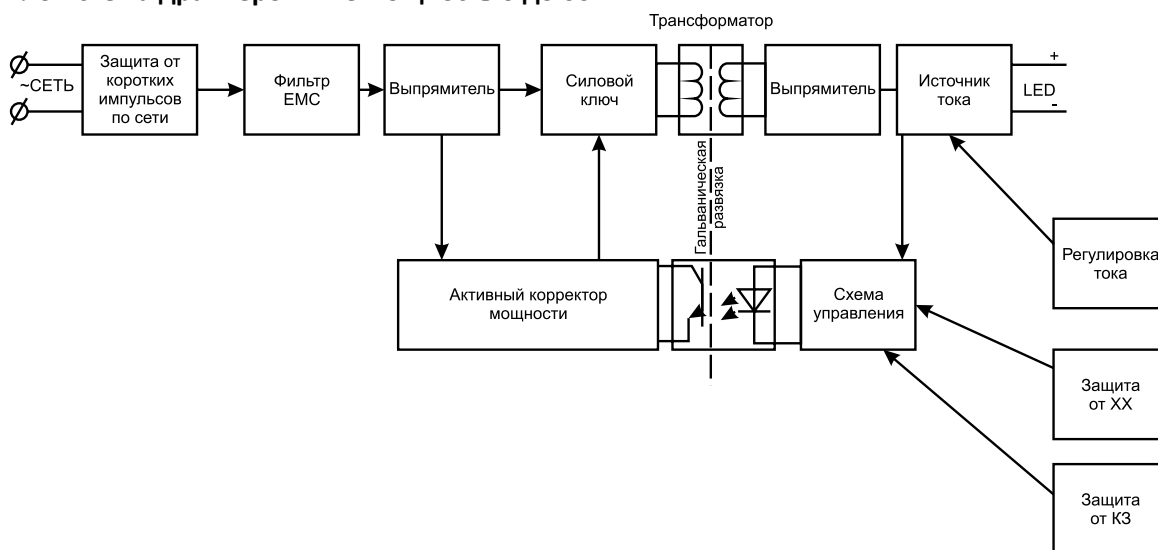 Трансформатор
~СЕТЬ
Защита от
коротких
импульсов
по сети
Фильтр
ЕМС
Выпрямитель
Силовой
ключ
Выпрямитель
Источник
тока
+
LED
-
Гальваническая
развязка
Регулировка
тока
Активный корректор
мощности
Схема
управления
Защита
от ХХ
Защита
от КЗ